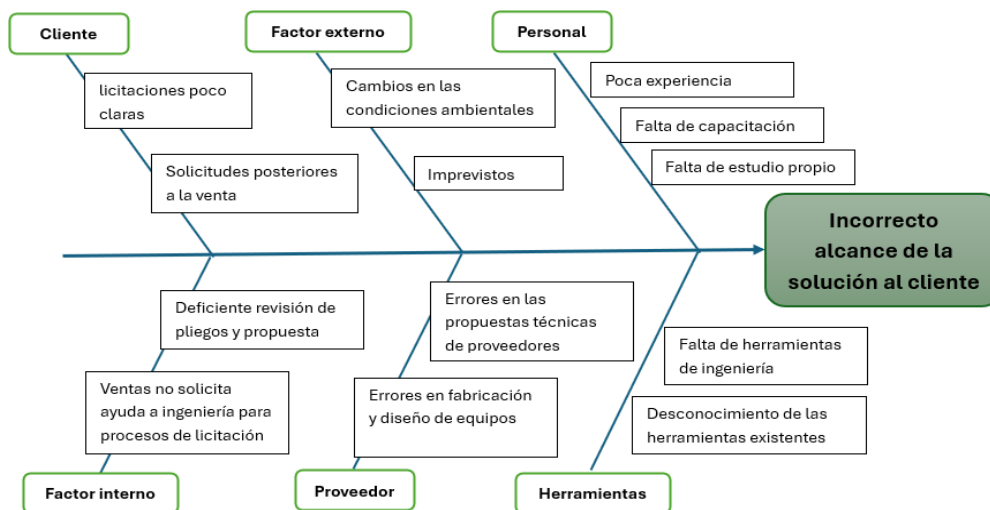 Cliente
Factor externo
Personal
licitaciones poco
claras
Cambios en las
condiciones ambientales
Poca experiencia
Falta de capacitación
Solicitudes posteriores
a la venta
Imprevistos
Falta de estudio propio
Incorrecto
alcance de la
solución al cliente
Deficiente revisión de
pliegos y propuesta
Errores en las
propuestas técnicas
de proveedores
Falta de herramientas
de ingeniería
Ventas no solicita
ayuda a ingeniería para
procesos de licitación
Errores en fabricación
y diseño de equipos
Desconocimiento de las
herramientas existentes
Factor interno
Proveedor
Herramientas